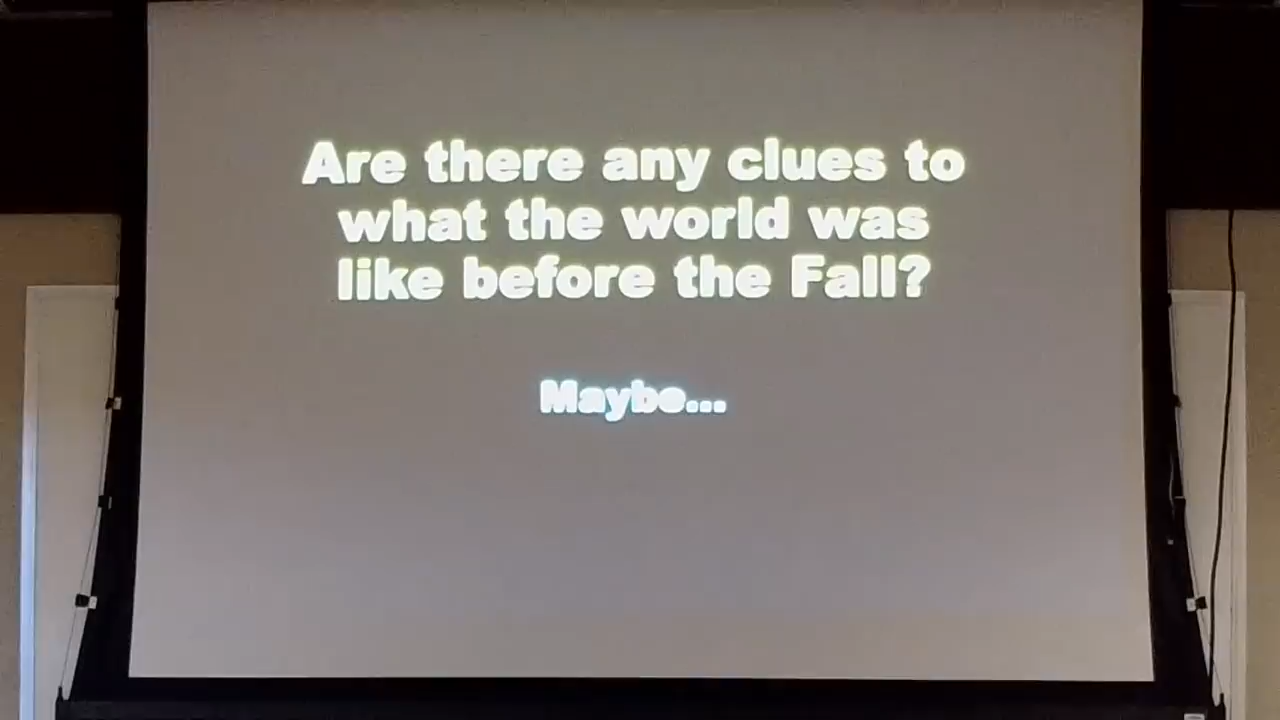 Are there any clues to
what the world was
like before the Fall?
Maybe...